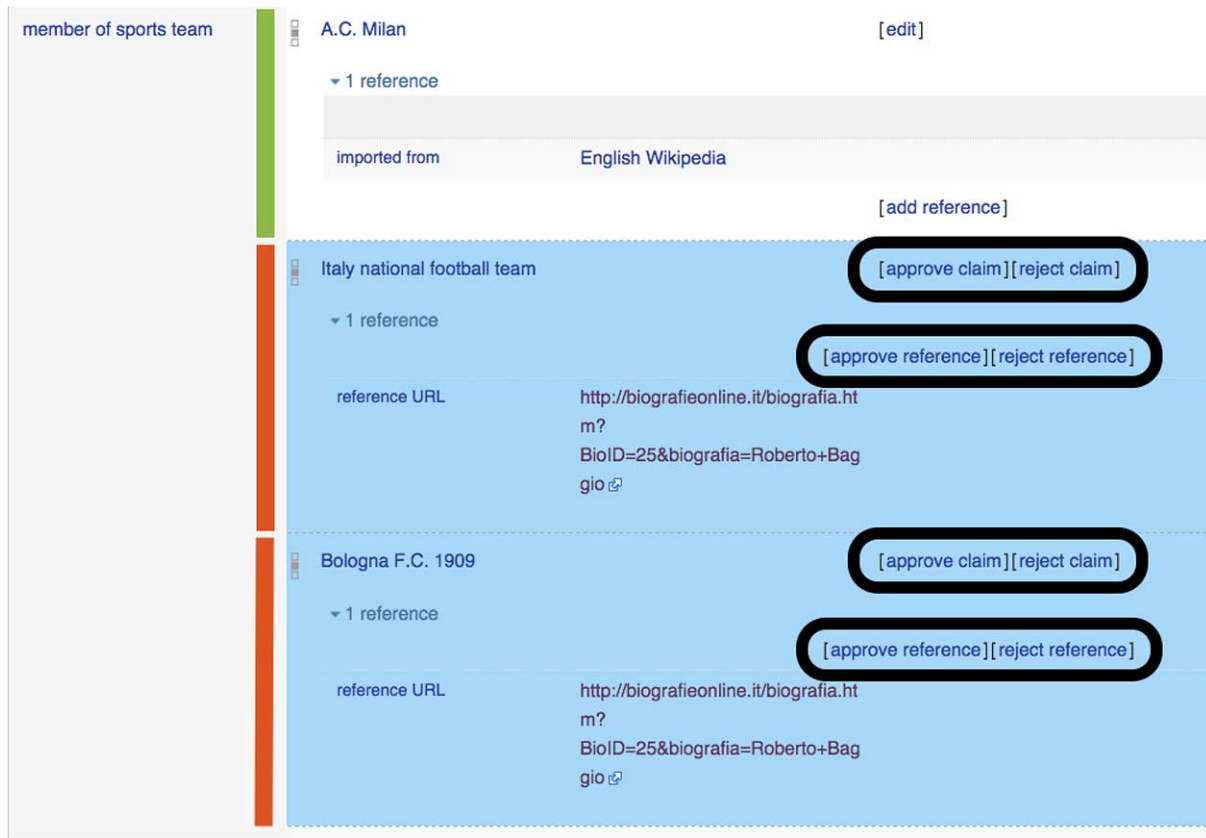 member of sports team
A.C. Milan
[edit]
1 reference
imported from
English Wikipedia
[add reference]
Italy national football team
[approve claim][reject claim]
1 reference
[approve reference][reject reference]
reference URL
http://biografieonline.it/biografia.ht
m?
BioID=25&biografia=Roberto+Bag
gio
Bologna F.C. 1909
[approve claim][reject claim]
1 reference
[approve reference][reject reference]
reference URL
http://biografieonline.it/biografia.ht
m?
BioID=25&biografia=Roberto+Bag
gio